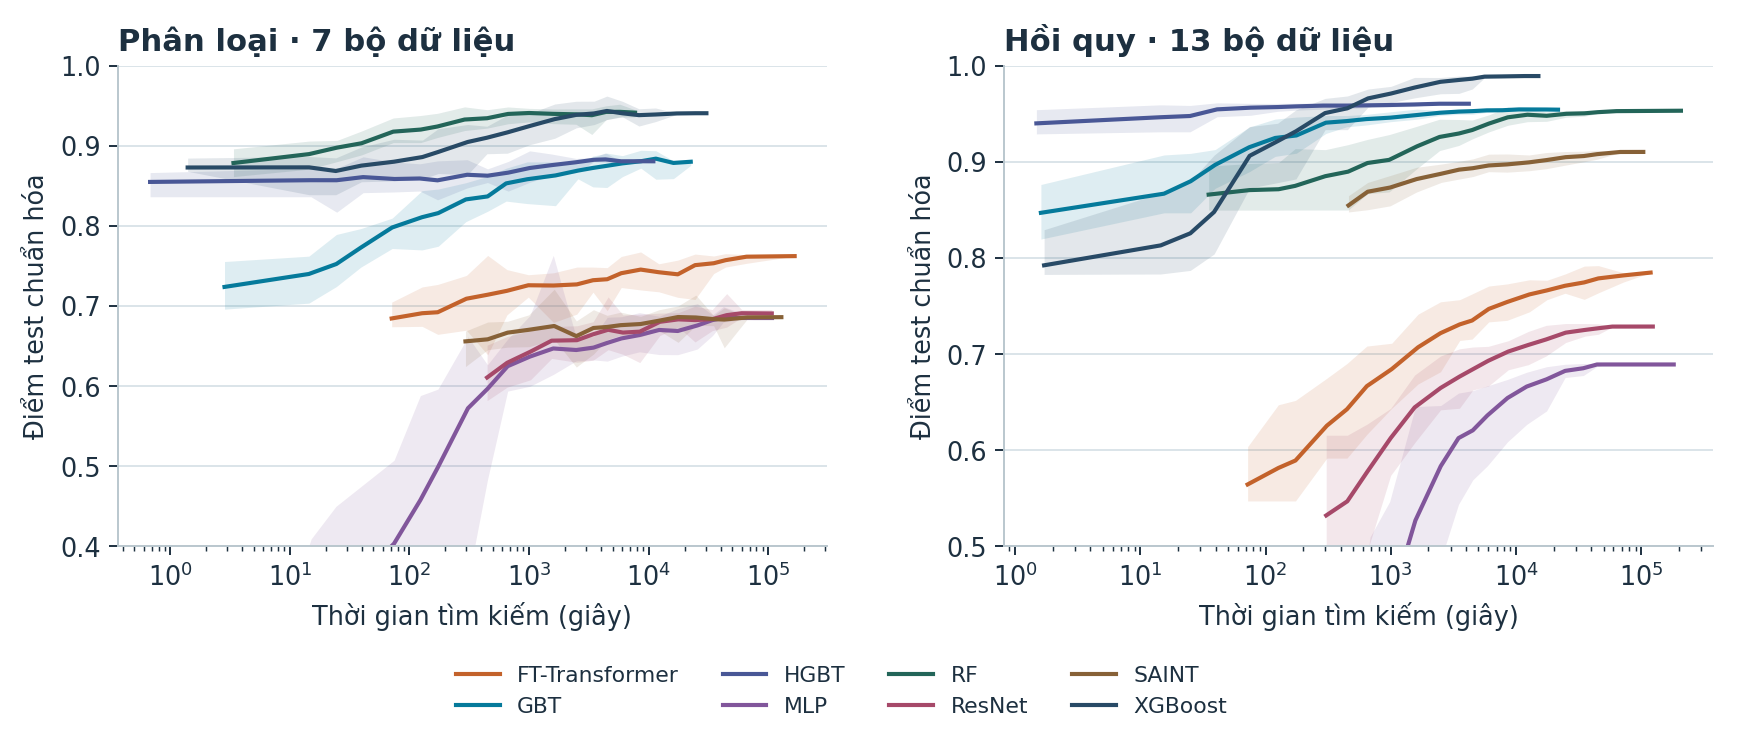 Phân loại · 7 bộ dữ liệu
1.0
0.9
0.8
0.7
0.6
0.5
0.4
Điểm test chuẩn hóa
10⁰ 10¹ 10² 10³ 10⁴ 10⁵
Thời gian tìm kiếm (giây)
Hồi quy · 13 bộ dữ liệu
1.0
0.9
0.8
0.7
0.6
0.5
Điểm test chuẩn hóa
10⁰ 10¹ 10² 10³ 10⁴ 10⁵
Thời gian tìm kiếm (giây)
FT-Transformer HGBT RF SAINT
GBT MLP ResNet XGBoost